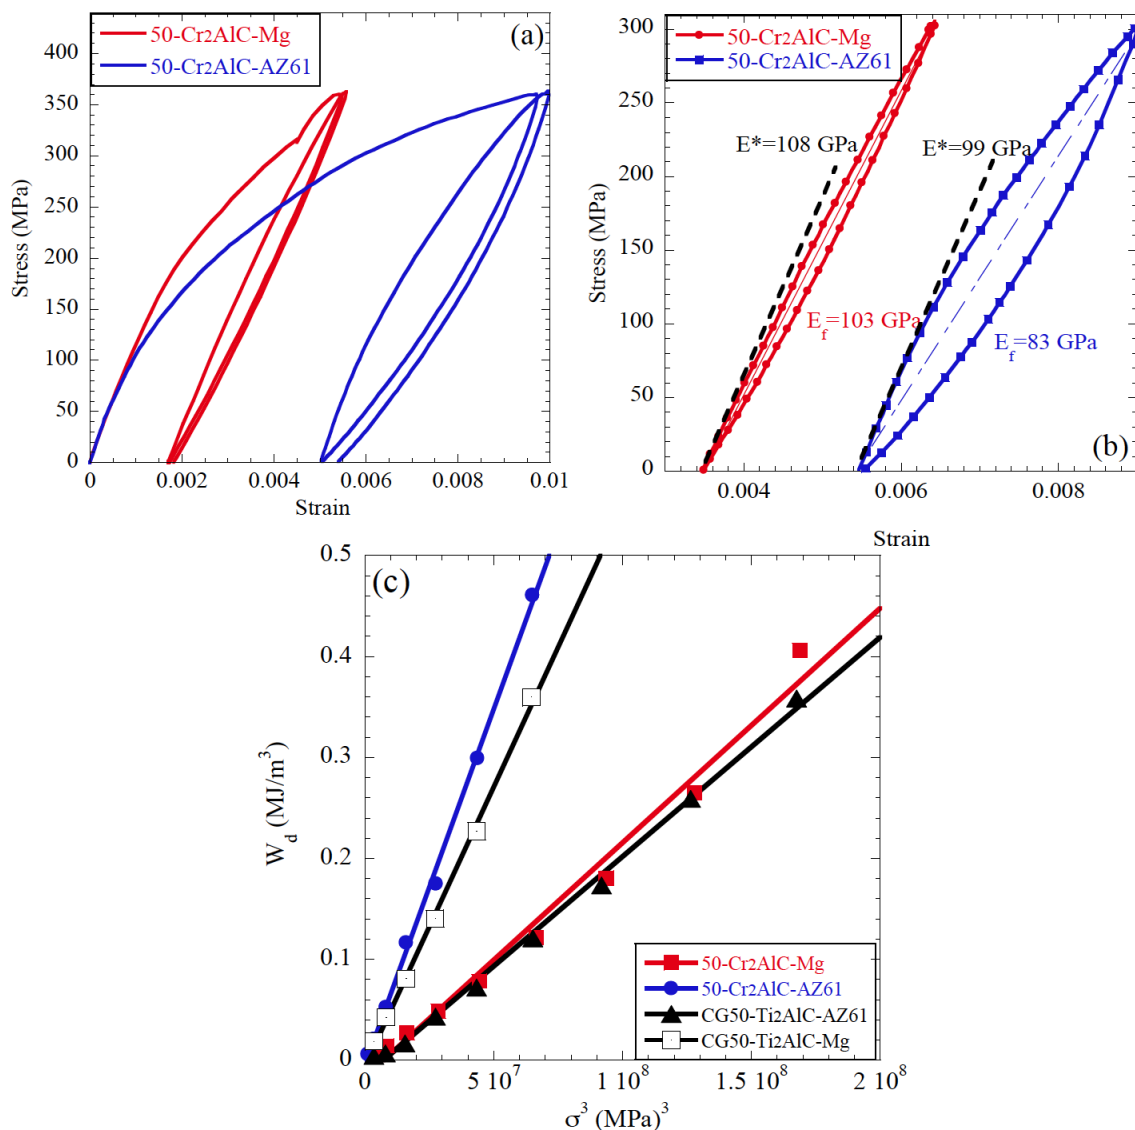 (a)
50-Cr2AlC-Mg
50-Cr2AlC-AZ61
Stress (MPa)
400
350
300
250
200
150
100
50
0
0
0.002
0.004
0.006
0.008
0.01
Strain
(b)
50-Cr2AlC-Mg
50-Cr2AlC-AZ61
Stress (MPa)
300
250
200
150
100
50
0
E*=108 GPa
E*=99 GPa
Ef=103 GPa
Ef=83 GPa
0.004
0.006
0.008
Strain
(c)
Wd (MJ/m³)
0.5
0.4
0.3
0.2
0.1
0
50-Cr2AlC-Mg
50-Cr2AlC-AZ61
CG50-Ti2AlC-AZ61
CG50-Ti2AlC-Mg
0
5 10⁷
1 10⁸
1.5 10⁸
2 10⁸
σ³ (MPa)³